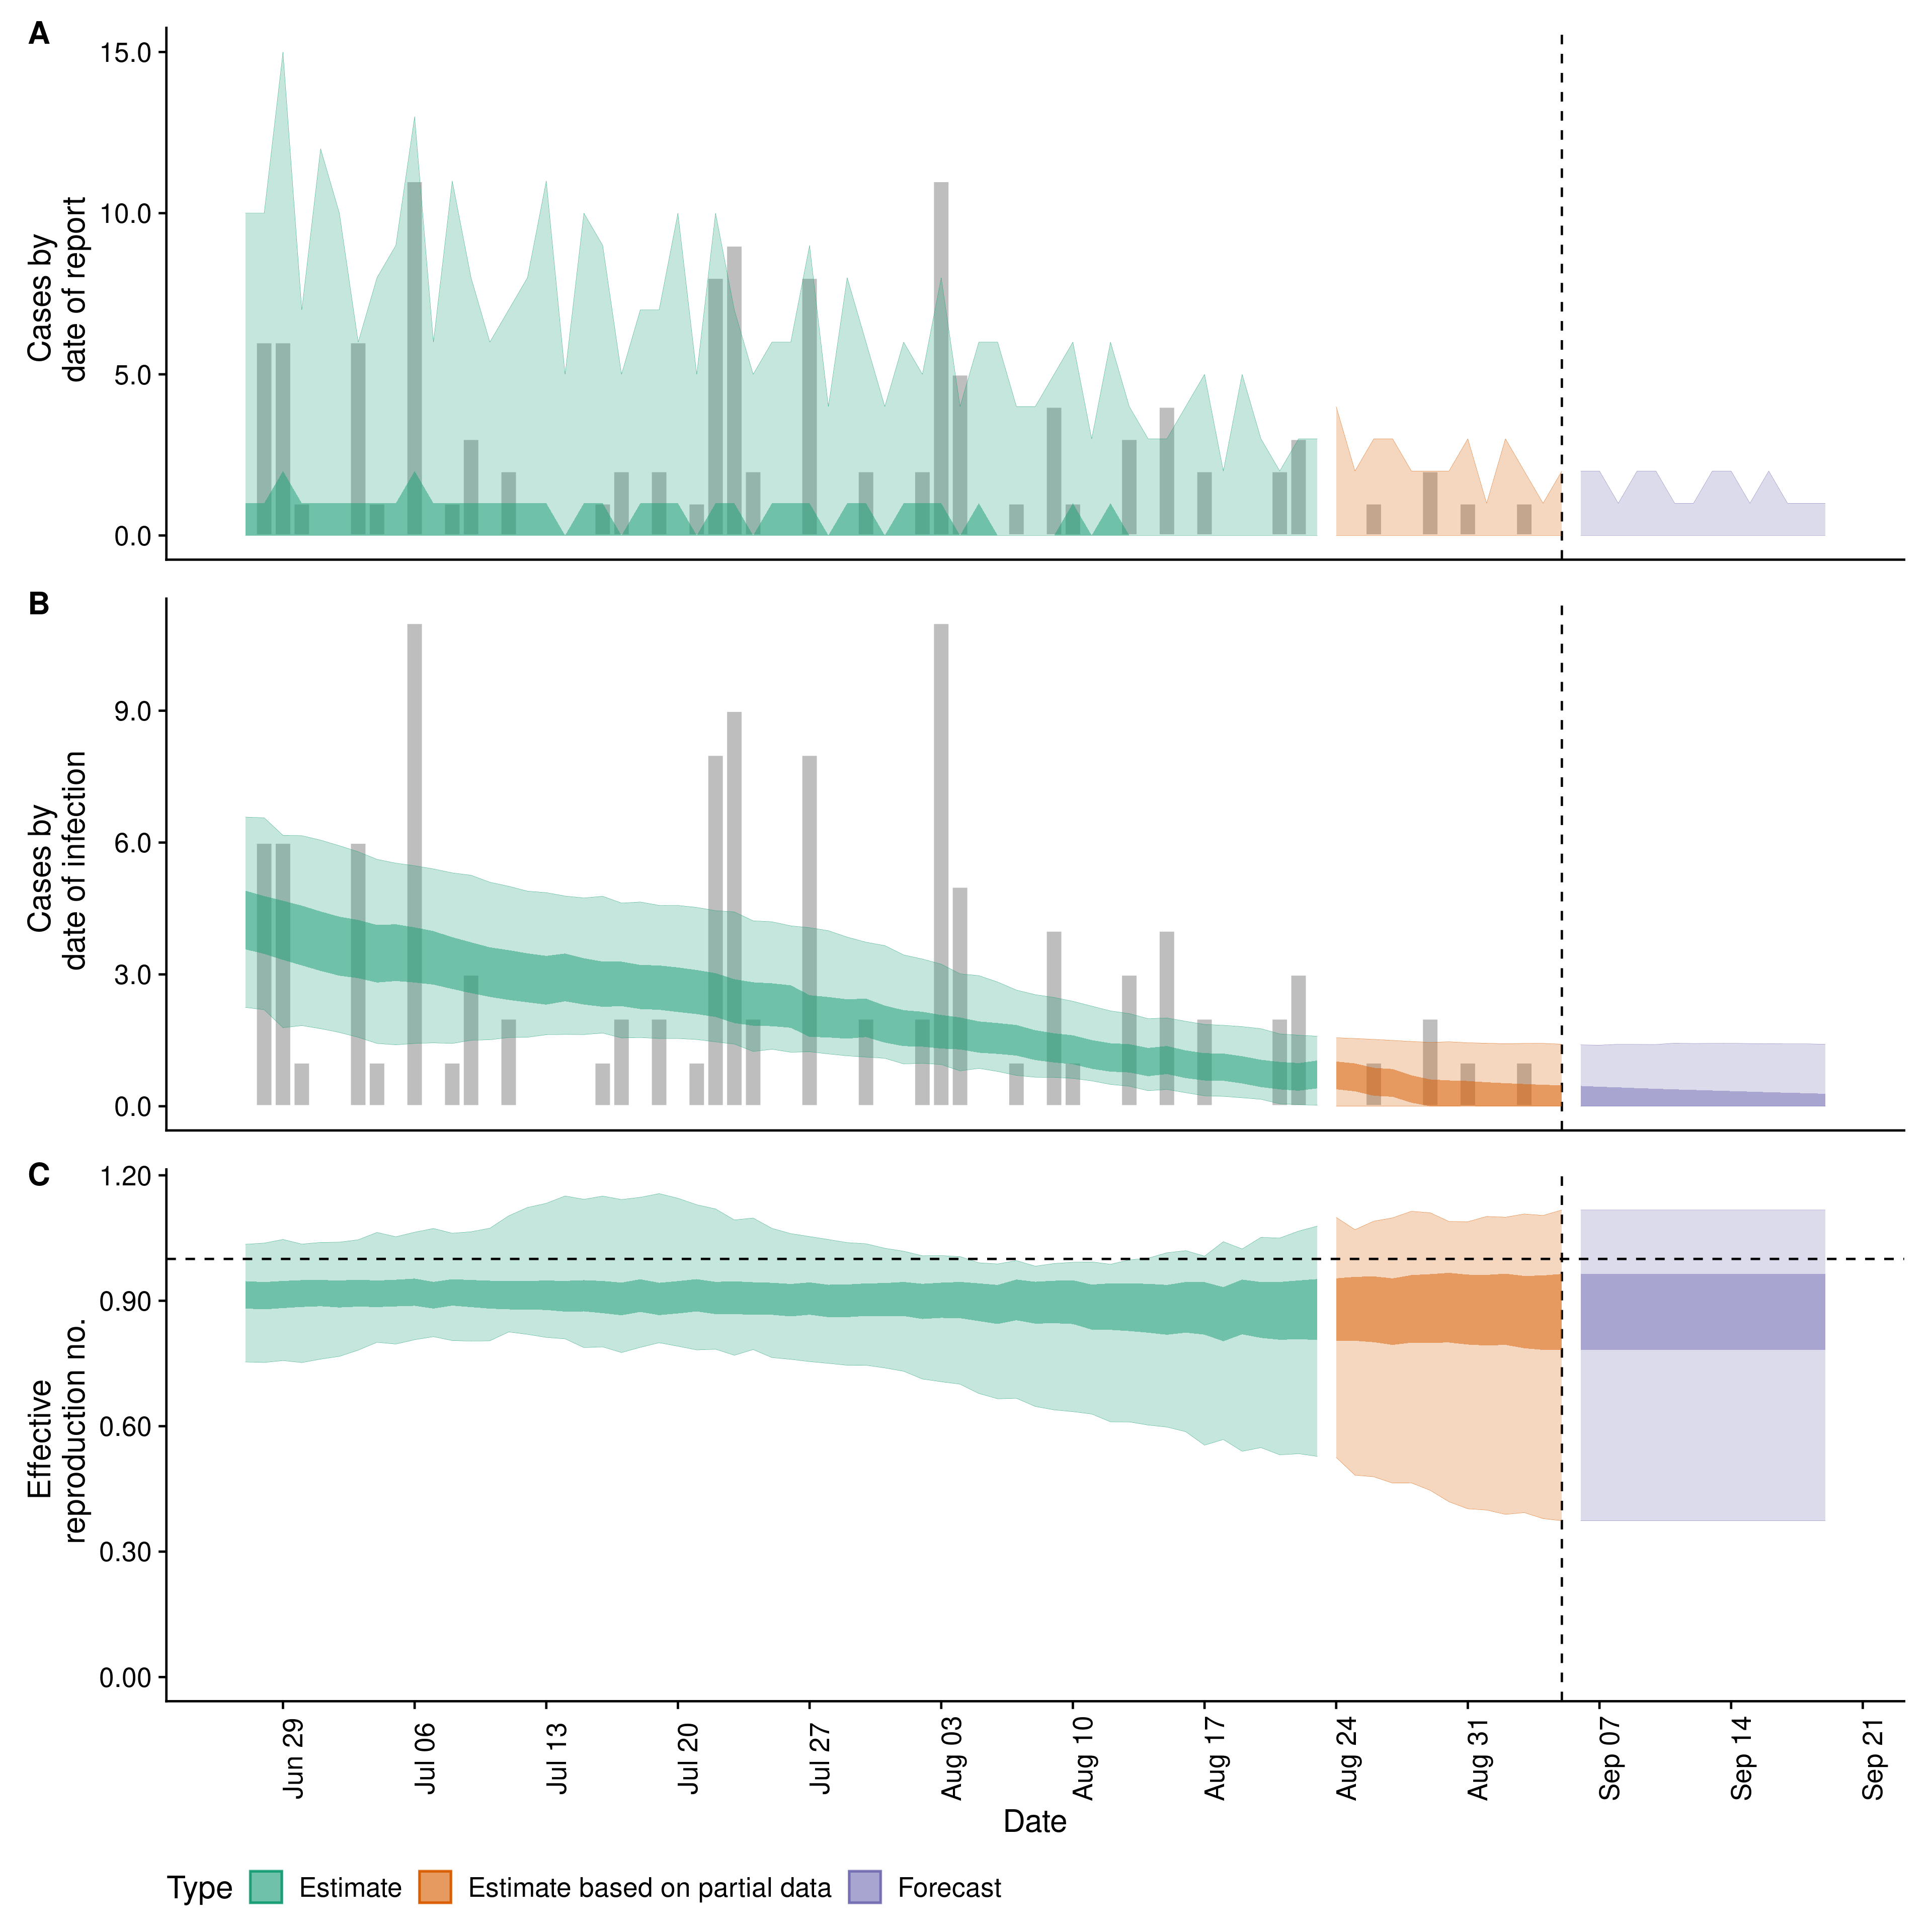 A
15.0
10.0
5.0
0.0
Cases by
date of report
B
9.0
6.0
3.0
0.0
Cases by
date of infection
C
1.20
0.90
0.60
0.30
0.00
Effective
reproduction no.
Jun 29
Jul 06
Jul 13
Jul 20
Jul 27
Aug 03
Aug 10
Aug 17
Aug 24
Aug 31
Sep 07
Sep 14
Sep 21
Date
Type Estimate Estimate based on partial data Forecast